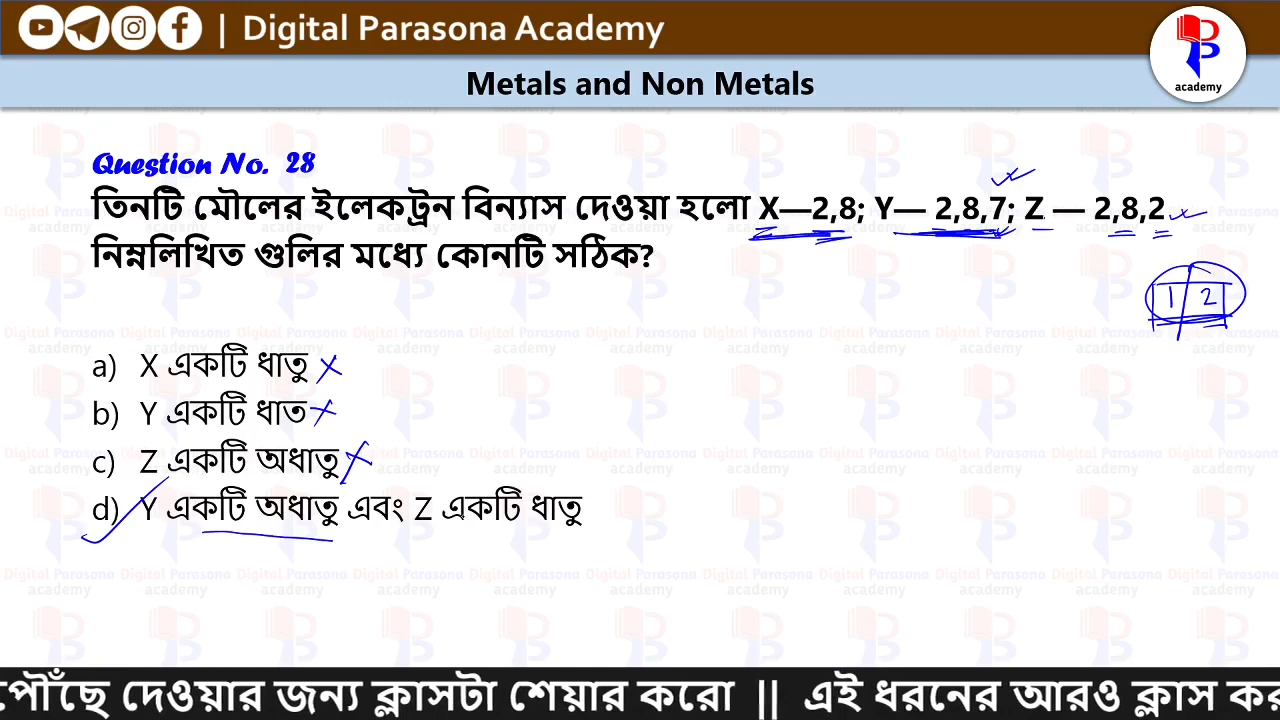 | Digital Parasona Academy
academy
Metals and Non Metals
Question No. 28
তিনটি মৌলের ইলেকট্রন বিন্যাস দেওয়া হলো X—2,8; Y— 2,8,7; Z — 2,8,2
নিম্নলিখিত গুলির মধ্যে কোনটি সঠিক?
1 2
a) X একটি ধাতু
b) Y একটি ধাত
c) Z একটি অধাতু
d) Y একটি অধাতু এবং Z একটি ধাতু
পৌঁছে দেওয়ার জন্য ক্লাসটা শেয়ার করো || এই ধরনের আরও ক্লাস কর